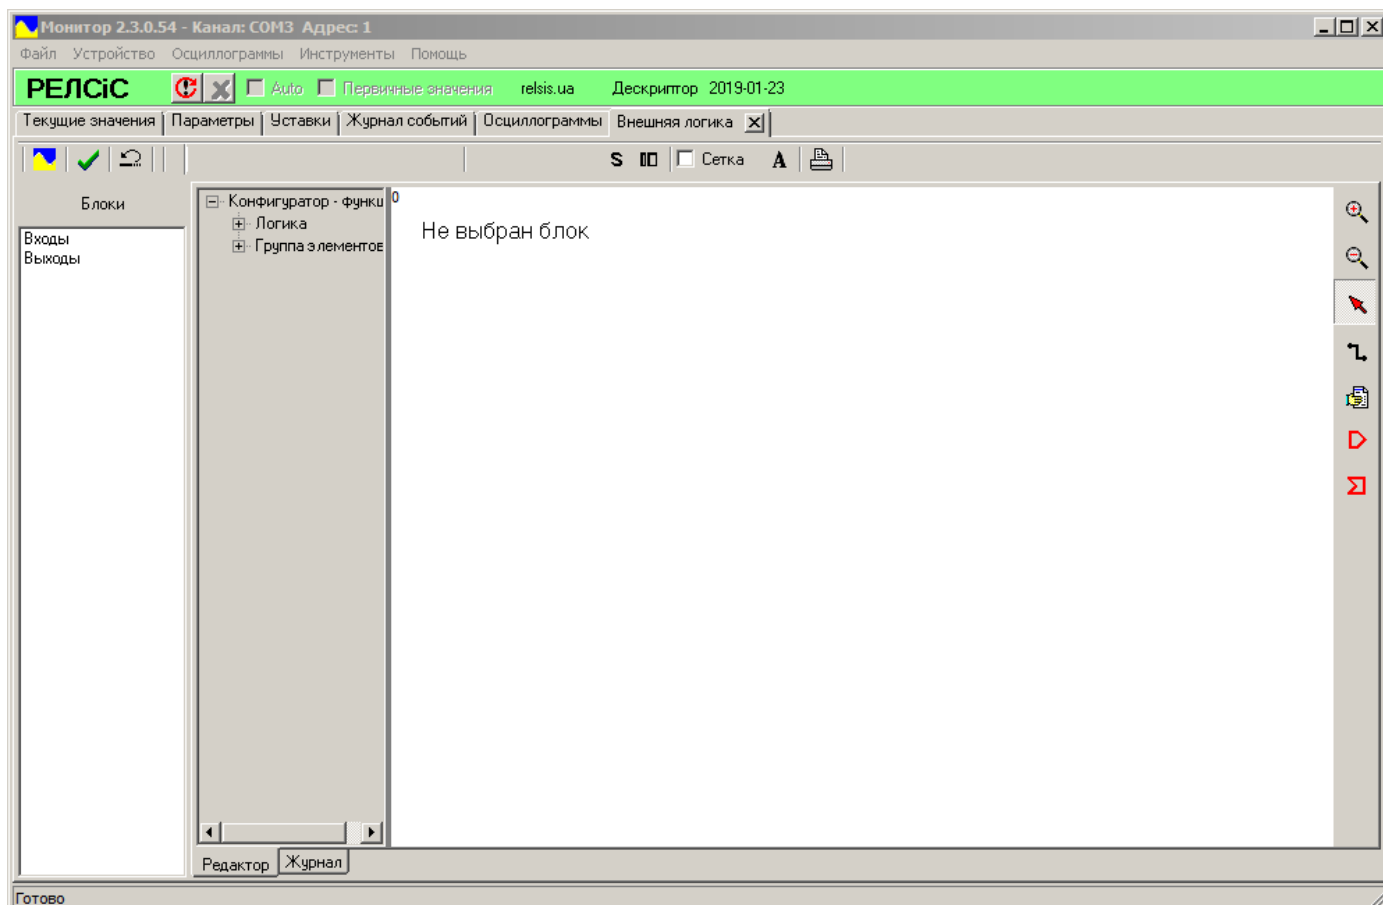 Монитор 2.3.0.54 - Канал: COM3 Адрес: 1
Файл Устройство Осциллограммы Инструменты Помощь
РЕЛСіС Auto Первичные значения relsis.ua Дескриптор 2019-01-23
Текущие значения Параметры Уставки Журнал событий Осциллограммы Внешняя логика
S Сетка A
Блоки
Входы
Выходы
Конфигуратор - функц
Логика
Группа элементов
0
Не выбран блок
Редактор Журнал
Готово